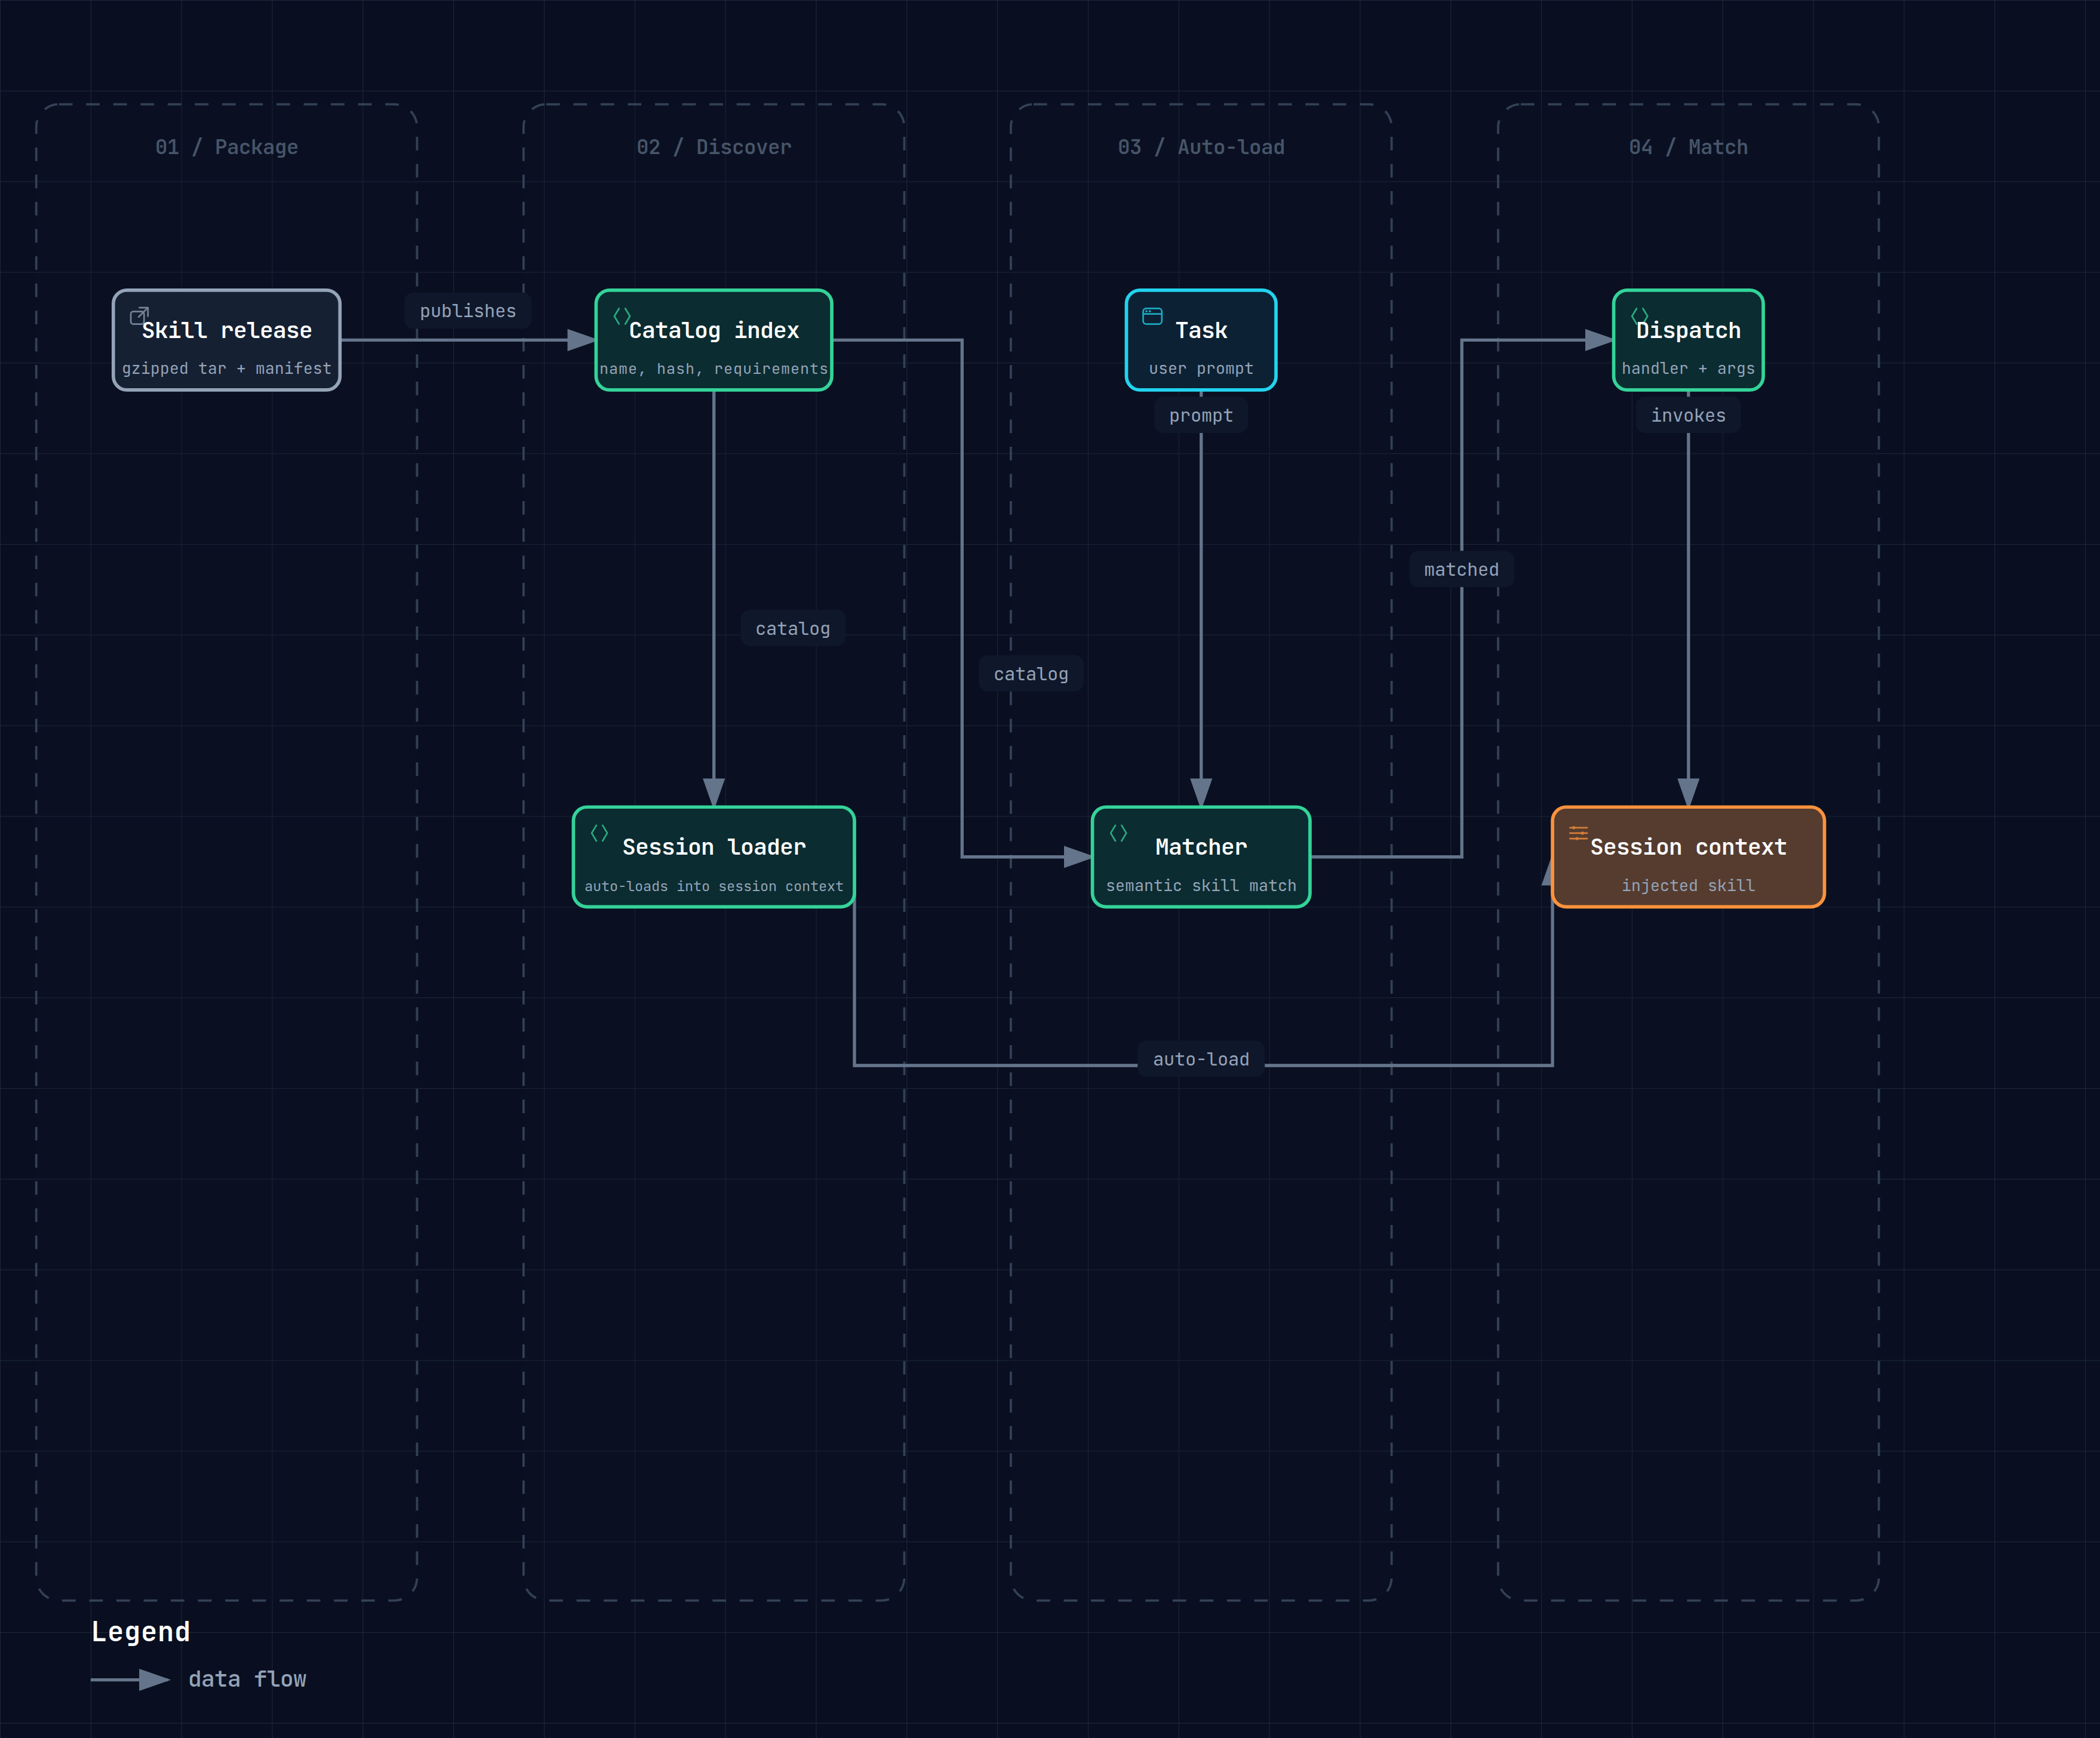 01 / Package
02 / Discover
03 / Auto-load
04 / Match
Skill release
gzipped tar + manifest
publishes
Catalog index
name, hash, requirements
Task
user prompt
prompt
Dispatch
handler + args
invokes
matched
catalog
catalog
Session loader
auto-loads into session context
Matcher
semantic skill match
Session context
injected skill
auto-load
Legend
data flow